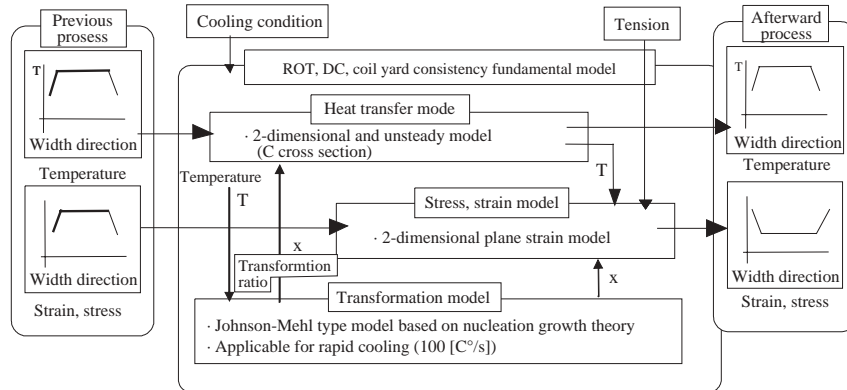 Previous
prosess
T
Width direction
Temperature
Width direction
Strain, stress
Cooling condition
Tension
ROT, DC, coil yard consistency fundamental model
Heat transfer mode
· 2-dimensional and unsteady model
(C cross section)
Temperature
T
T
Stress, strain model
· 2-dimensional plane strain model
x
Transformtion
ratio
x
Transformation model
· Johnson-Mehl type model based on nucleation growth theory
· Applicable for rapid cooling (100 [C°/s])
Afterward
process
T
Width direction
Temperature
Width direction
Strain, stress